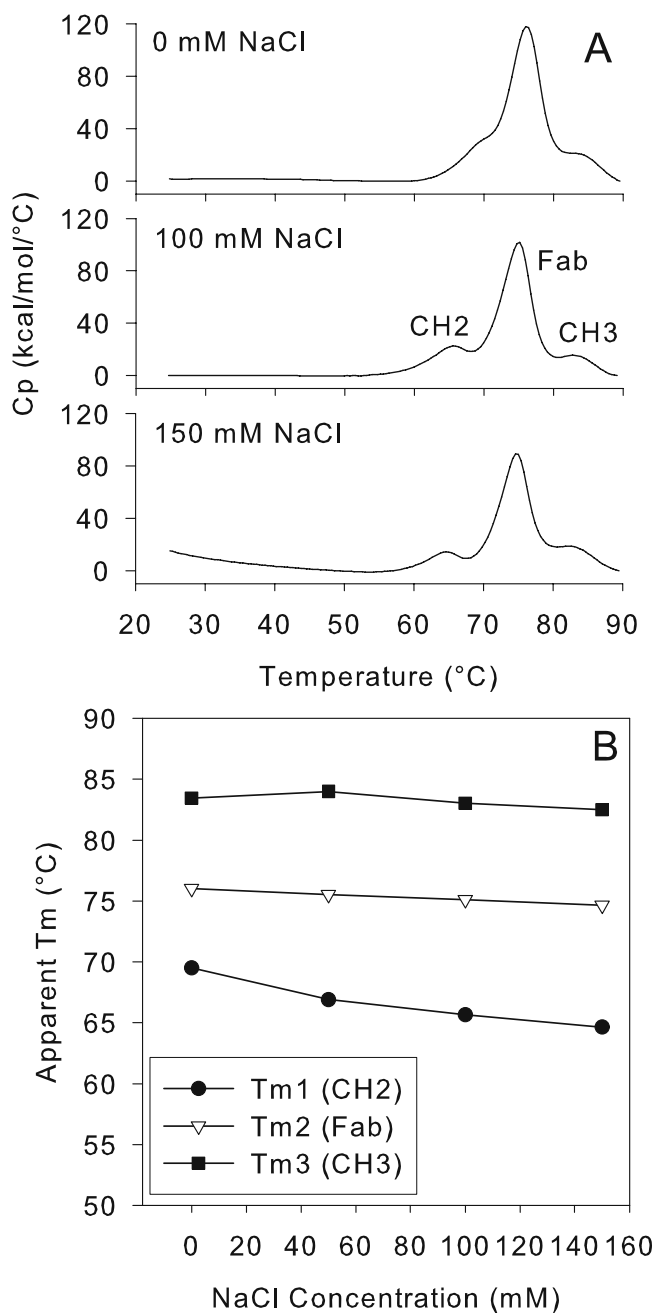 A
0 mM NaCl
120
80
40
0
100 mM NaCl
Fab
CH2
CH3
120
80
40
0
150 mM NaCl
120
80
40
0
Cp (kcal/mol/°C)
20 30 40 50 60 70 80 90
Temperature (°C)
B
90
85
80
75
70
65
60
55
50
Apparent Tm (°C)
Tm1 (CH2)
Tm2 (Fab)
Tm3 (CH3)
0 20 40 60 80 100 120 140 160
NaCl Concentration (mM)